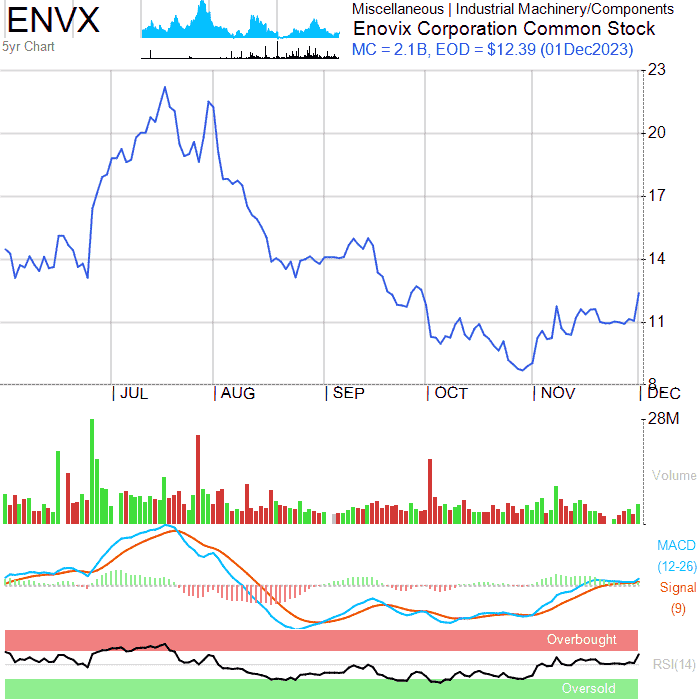 ENVX
5yr Chart
Miscellaneous | Industrial Machinery/Components
Enovix Corporation Common Stock
MC = 2.1B, EOD = $12.39 (01Dec2023)
23
20
17
14
11
8
JUL AUG SEP OCT NOV DEC
28M
Volume
MACD
(12-26)
Signal
(9)
Overbought
RSI(14)
Oversold